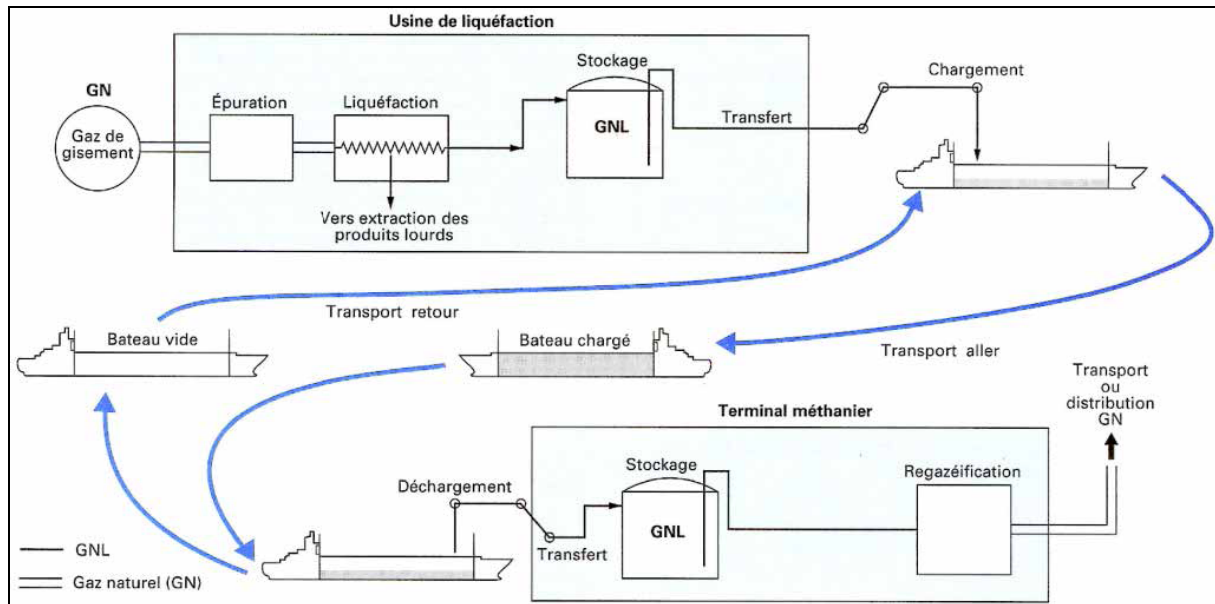 Usine de liquéfaction
GN
Gaz de
gisement
Épuration
Liquéfaction
Vers extraction des
produits lourds
Stockage
GNL
Transfert
Chargement
Transport retour
Bateau vide
Bateau chargé
Transport aller
Transport
ou
distribution
GN
Terminal méthanier
Déchargement
Transfert
Stockage
GNL
Regazéification
GNL
Gaz naturel (GN)